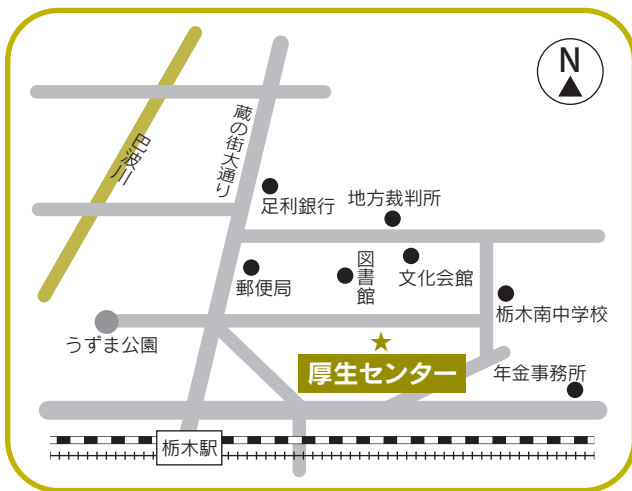 N
蔵の街大通り
巴波川
足利銀行
地方裁判所
郵便局
図書館
文化会館
栃木南中学校
うずま公園
厚生センター
年金事務所
栃木駅